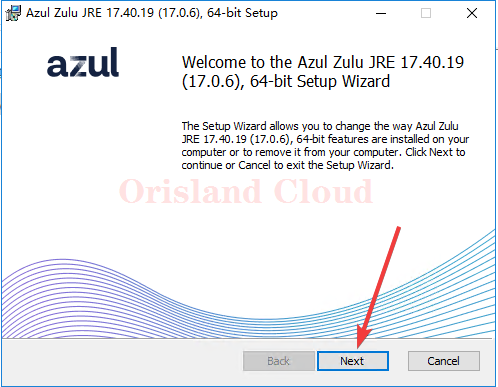 Azul Zulu JRE 17.40.19 (17.0.6), 64-bit Setup
azul
Welcome to the Azul Zulu JRE 17.40.19
(17.0.6), 64-bit Setup Wizard
The Setup Wizard allows you to change the way Azul Zulu
JRE 17.40.19 (17.0.6), 64-bit features are installed on your
computer or to remove it from your computer. Click Next to
continue or Cancel to exit the Setup Wizard.
Orisland Cloud
Back
Next
Cancel